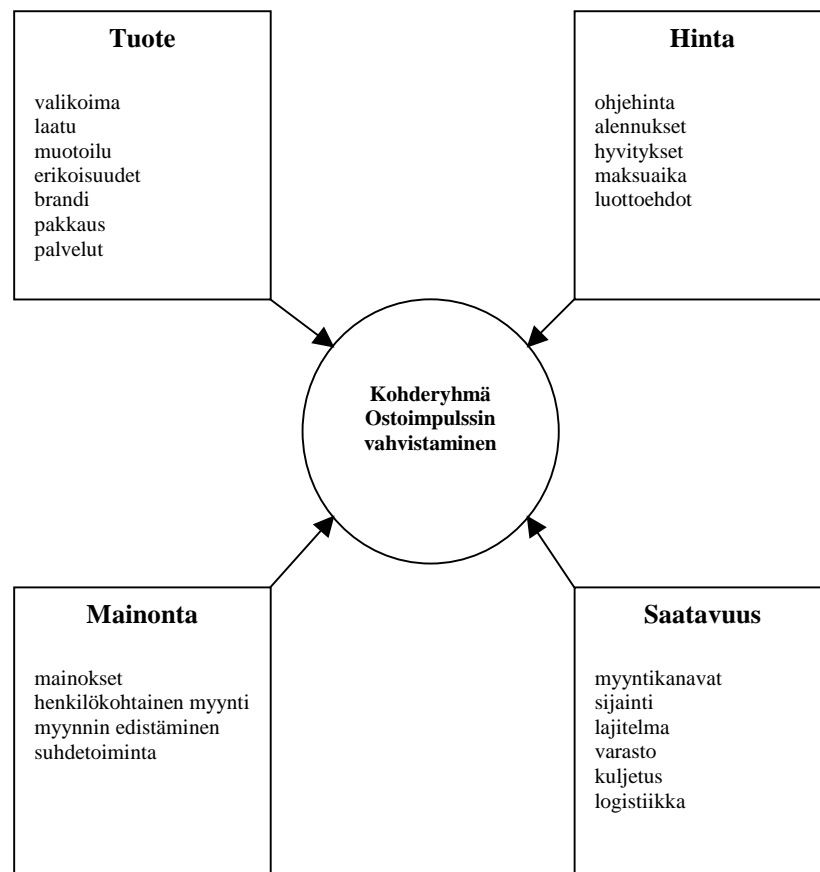 Tuote
valikoima
laatu
muotoilu
erikoisuudet
brandi
pakkaus
palvelut
Hinta
ohjehinta
alennukset
hyvitykset
maksuaika
luottoehdot
Kohderyhmä
Ostoimpulssin
vahvistaminen
Mainonta
mainokset
henkilökohtainen myynti
myynnin edistäminen
suhdetoiminta
Saatavuus
myyntikanavat
sijainti
lajitelma
varasto
kuljetus
logistiikka